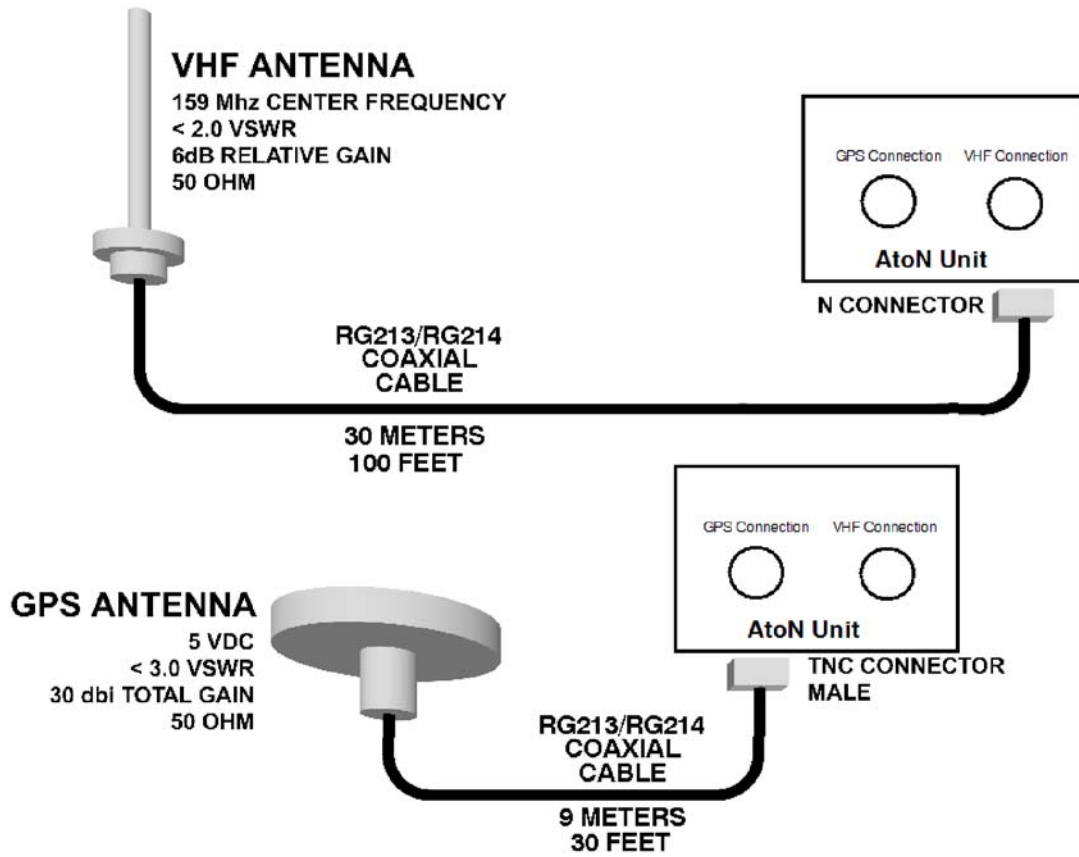 VHF ANTENNA
159 Mhz CENTER FREQUENCY
< 2.0 VSWR
6dB RELATIVE GAIN
50 OHM
GPS Connection VHF Connection
AtoN Unit
N CONNECTOR
RG213/RG214
COAXIAL
CABLE
30 METERS
100 FEET
GPS Connection VHF Connection
AtoN Unit
TNC CONNECTOR
MALE
GPS ANTENNA
5 VDC
< 3.0 VSWR
30 dbi TOTAL GAIN
50 OHM
RG213/RG214
COAXIAL
CABLE
9 METERS
30 FEET